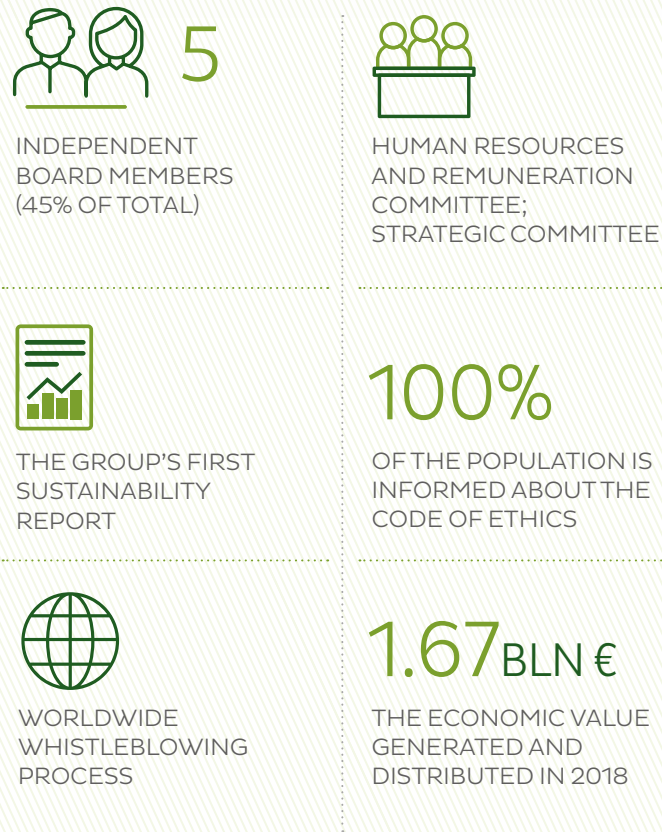 5
INDEPENDENT
BOARD MEMBERS
(45% OF TOTAL)
HUMAN RESOURCES
AND REMUNERATION
COMMITTEE;
STRATEGIC COMMITTEE
THE GROUP'S FIRST
SUSTAINABILITY
REPORT
100%
OF THE POPULATION IS
INFORMED ABOUT THE
CODE OF ETHICS
WORLDWIDE
WHISTLEBLOWING
PROCESS
1.67 BLN €
THE ECONOMIC VALUE
GENERATED AND
DISTRIBUTED IN 2018